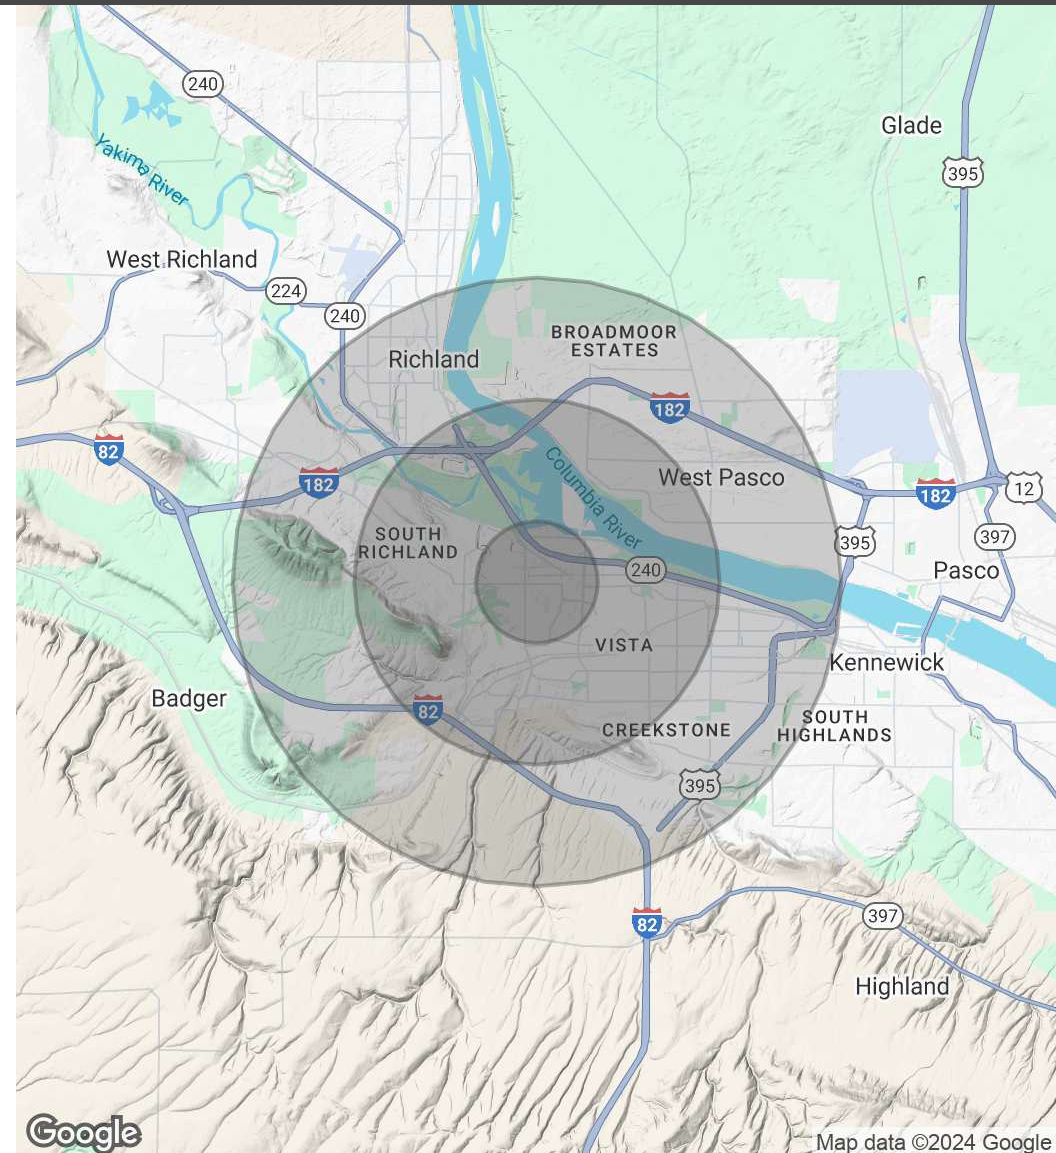 240
Glade
395
Yakima River
West Richland
224
240
BROADMOOR
ESTATES
Richland
182
82
182
West Pasco
182
12
Columbia River
SOUTH
RICHLAND
395
397
240
Pasco
VISTA
Kennewick
Badger
82
CREEKSTONE
SOUTH
HIGHLANDS
395
397
82
Highland
Google
Map data ©2024 Google